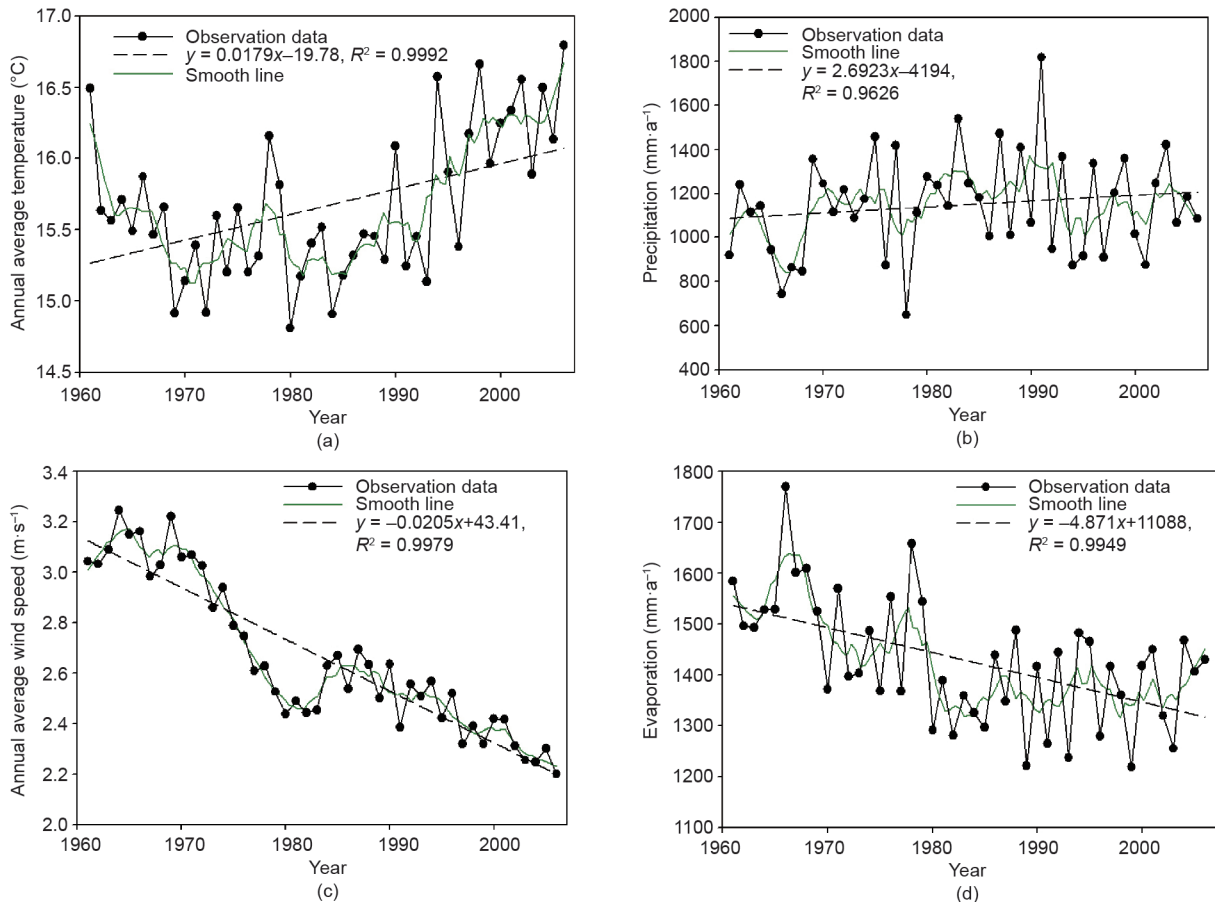 17.0
16.5
16.0
15.5
15.0
14.5
Annual average temperature (°C)
Observation data
y = 0.0179x–19.78, R² = 0.9992
Smooth line
1960 1970 1980 1990 2000
Year
(a)
2000
1800
1600
1400
1200
1000
800
600
400
Precipitation (mm·a⁻¹)
Observation data
Smooth line
y = 2.6923x–4194,
R² = 0.9626
1960 1970 1980 1990 2000
Year
(b)
3.4
3.2
3.0
2.8
2.6
2.4
2.2
2.0
Annual average wind speed (m·s⁻¹)
Observation data
Smooth line
y = –0.0205x+43.41,
R² = 0.9979
1960 1970 1980 1990 2000
Year
(c)
1800
1700
1600
1500
1400
1300
1200
1100
Evaporation (mm·a⁻¹)
Observation data
Smooth line
y = –4.871x+11088,
R² = 0.9949
1960 1970 1980 1990 2000
Year
(d)